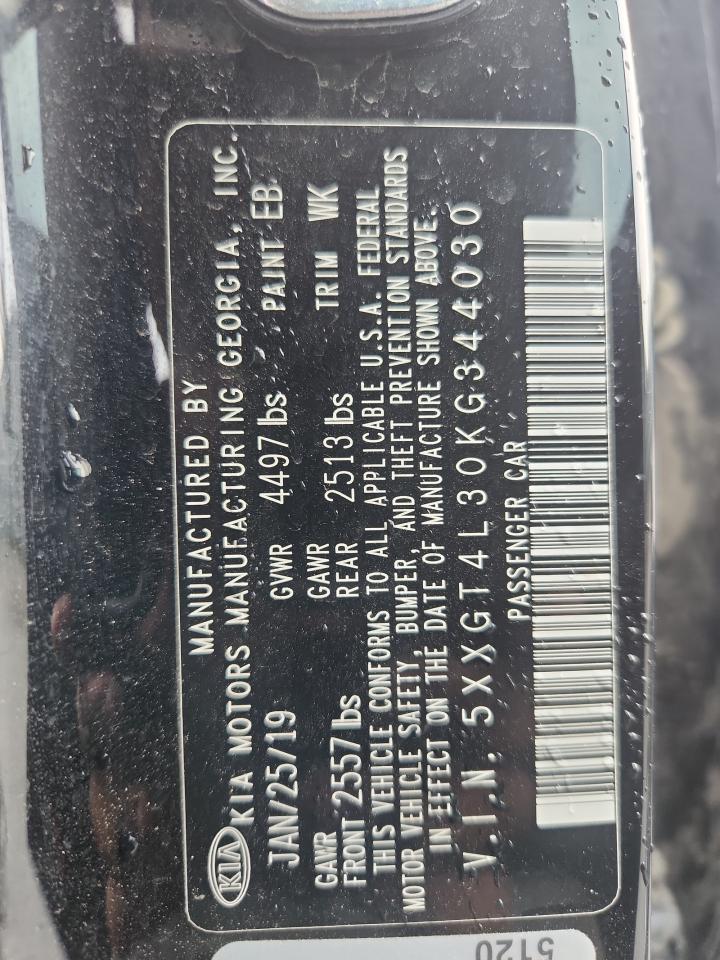 MANUFACTURED BY
KIA KIA MOTORS MANUFACTURING GEORGIA, INC.
JAN/25/19 GVWR 4497 lbs PAINT EB
GAWR GAWR
FRONT 2557 lbs REAR 2513 lbs TRIM WK
THIS VEHICLE CONFORMS TO ALL APPLICABLE U.S.A. FEDERAL
MOTOR VEHICLE SAFETY, BUMPER, AND THEFT PREVENTION STANDARDS
IN EFFECT ON THE DATE OF MANUFACTURE SHOWN ABOVE.
V.I.N. 5XXGT4L30KG344030
PASSENGER CAR
5120